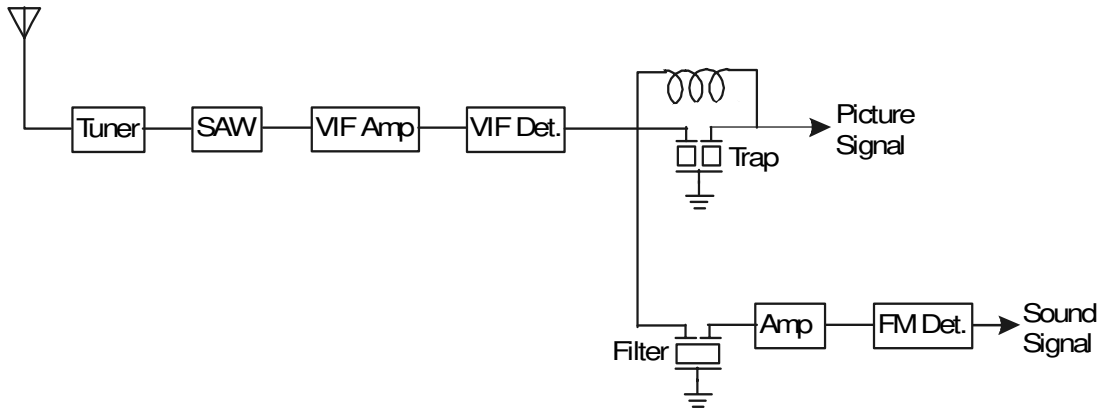 Tuner
SAW
VIF Amp
VIF Det.
Trap
Picture
Signal
Filter
Amp
FM Det.
Sound
Signal